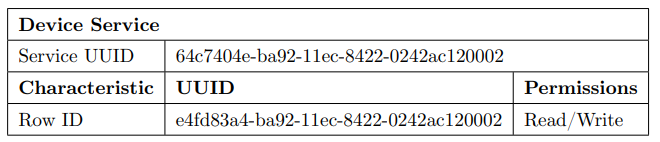 Device Service
Service UUID 64c7404e-ba92-11ec-8422-0242ac120002
Characteristic UUID Permissions
Row ID e4fd83a4-ba92-11ec-8422-0242ac120002 Read/Write